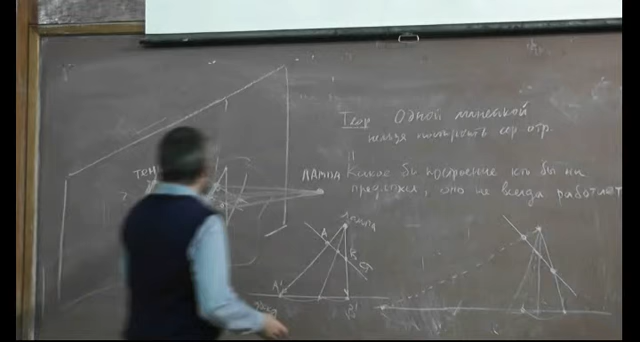 Теор Одной линейкой
нельзя построить сер. отр.
Какое бы построение кто бы ни
предложил, оно не всегда работает
ЛАМПА
ТЕН
Лампа
A
B
A'
B'